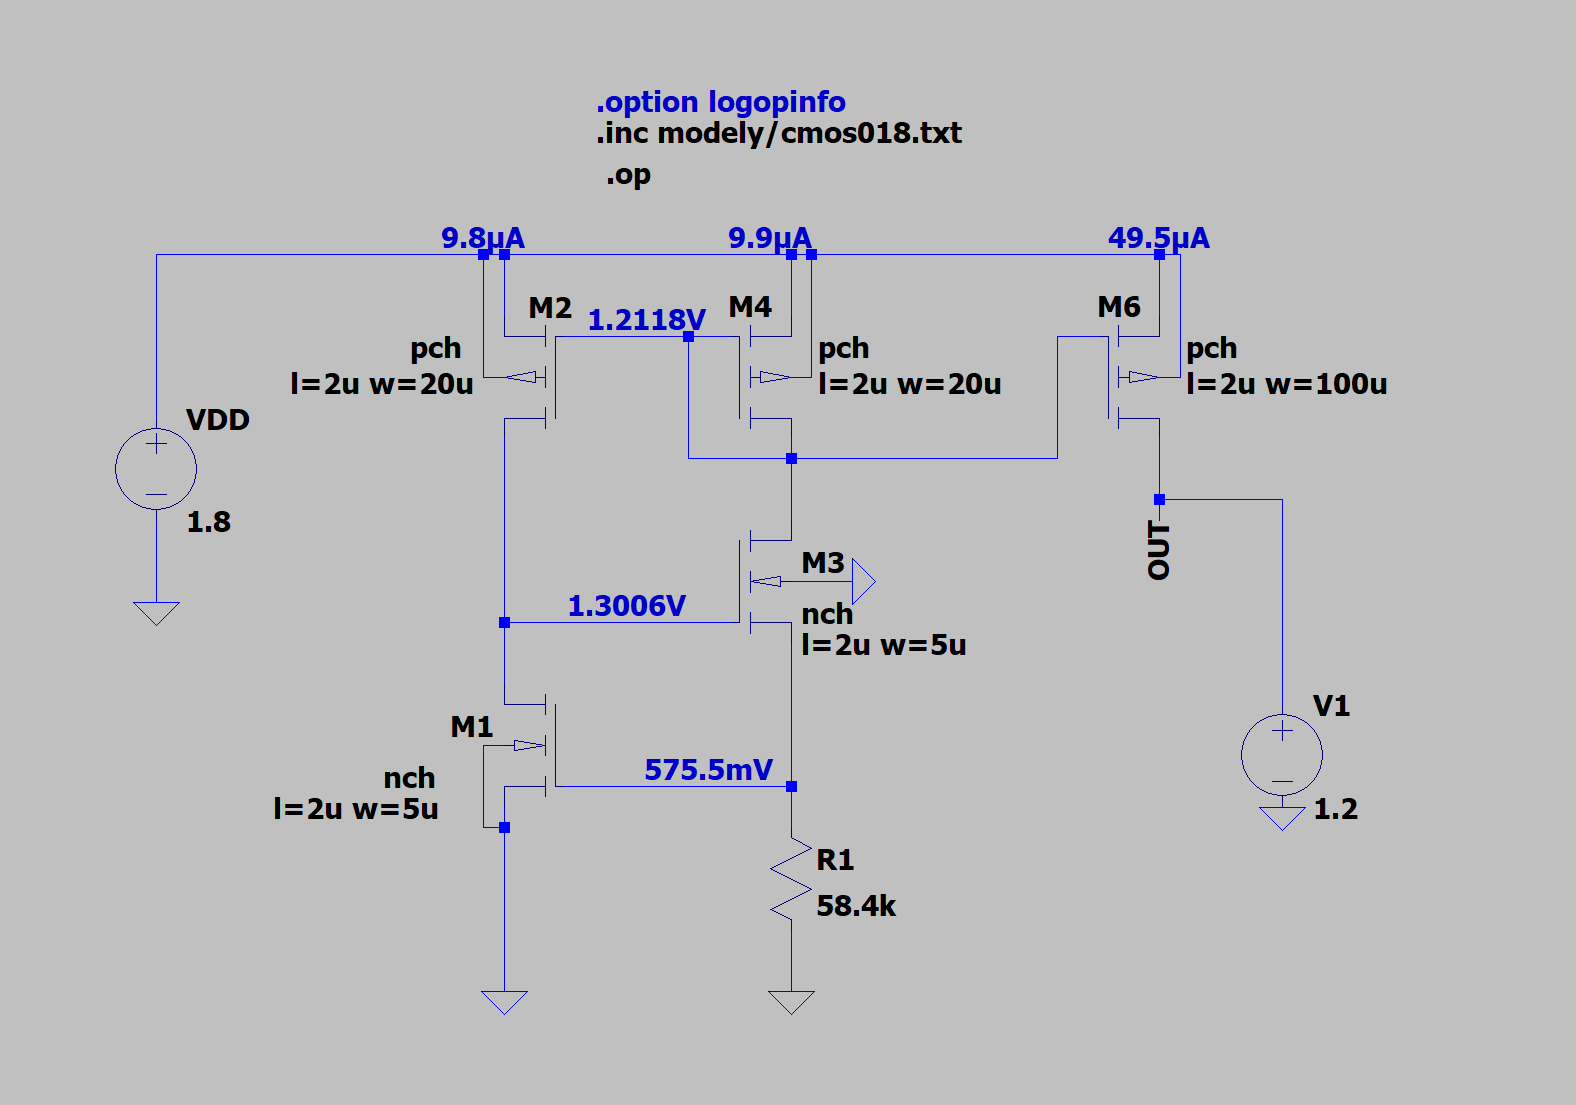 .option logopinfo
.inc modely/cmos018.txt
.op
9.8µA
9.9µA
49.5µA
M2
1.2118V
M4
M6
pch
l=2u w=20u
pch
l=2u w=20u
pch
l=2u w=100u
VDD
1.8
OUT
M3
nch
l=2u w=5u
1.3006V
M1
nch
l=2u w=5u
575.5mV
V1
1.2
R1
58.4k